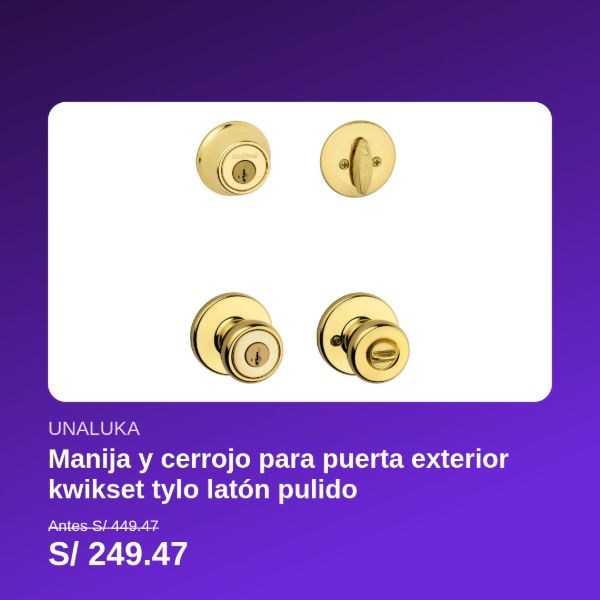 UNALUKA
Manija y cerrojo para puerta exterior
kwikset tylo latón pulido
Antes S/ 449.47
S/ 249.47